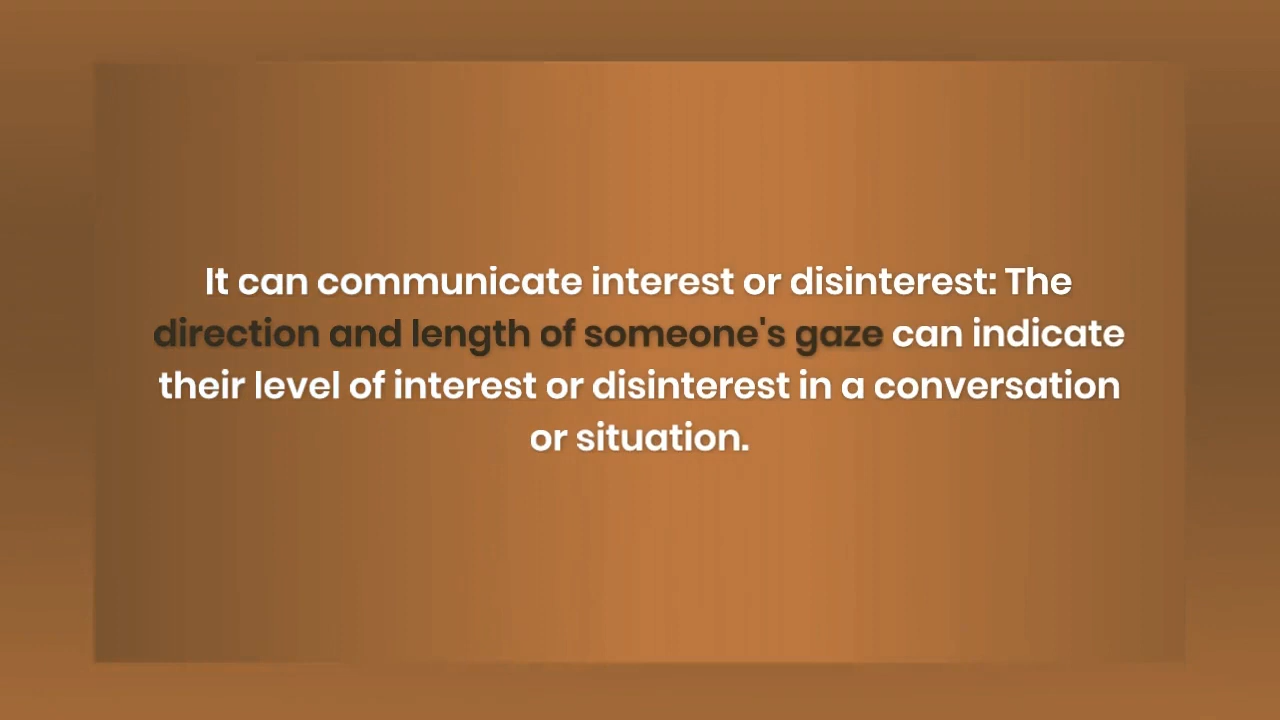 It can communicate interest or disinterest: The
direction and length of someone's gaze can indicate
their level of interest or disinterest in a conversation
or situation.